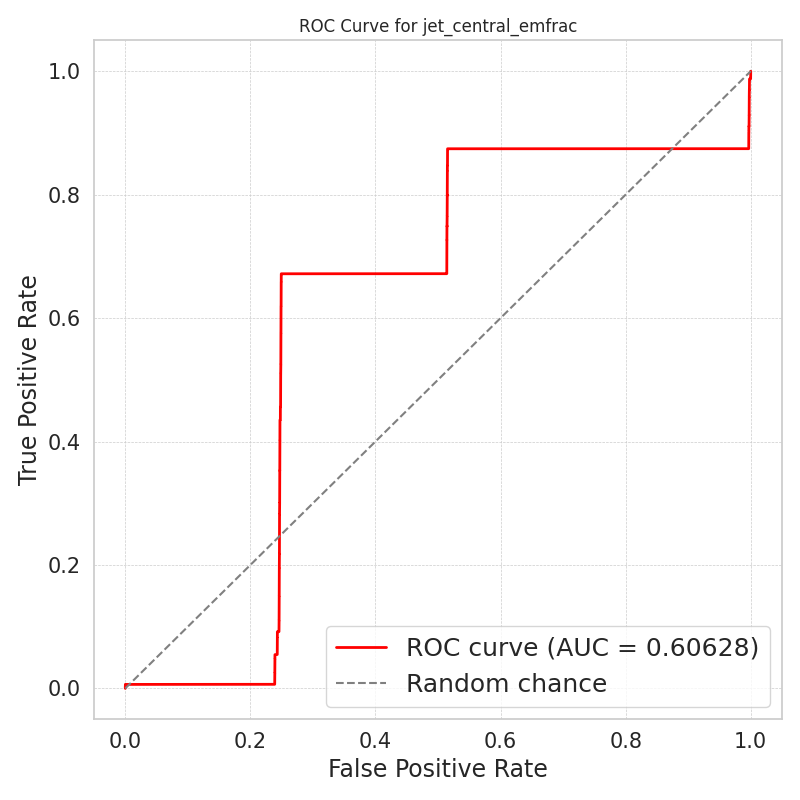 ROC Curve for jet_central_emfrac
True Positive Rate
1.0
0.8
0.6
0.4
0.2
0.0
ROC curve (AUC = 0.60628)
Random chance
0.0 0.2 0.4 0.6 0.8 1.0
False Positive Rate